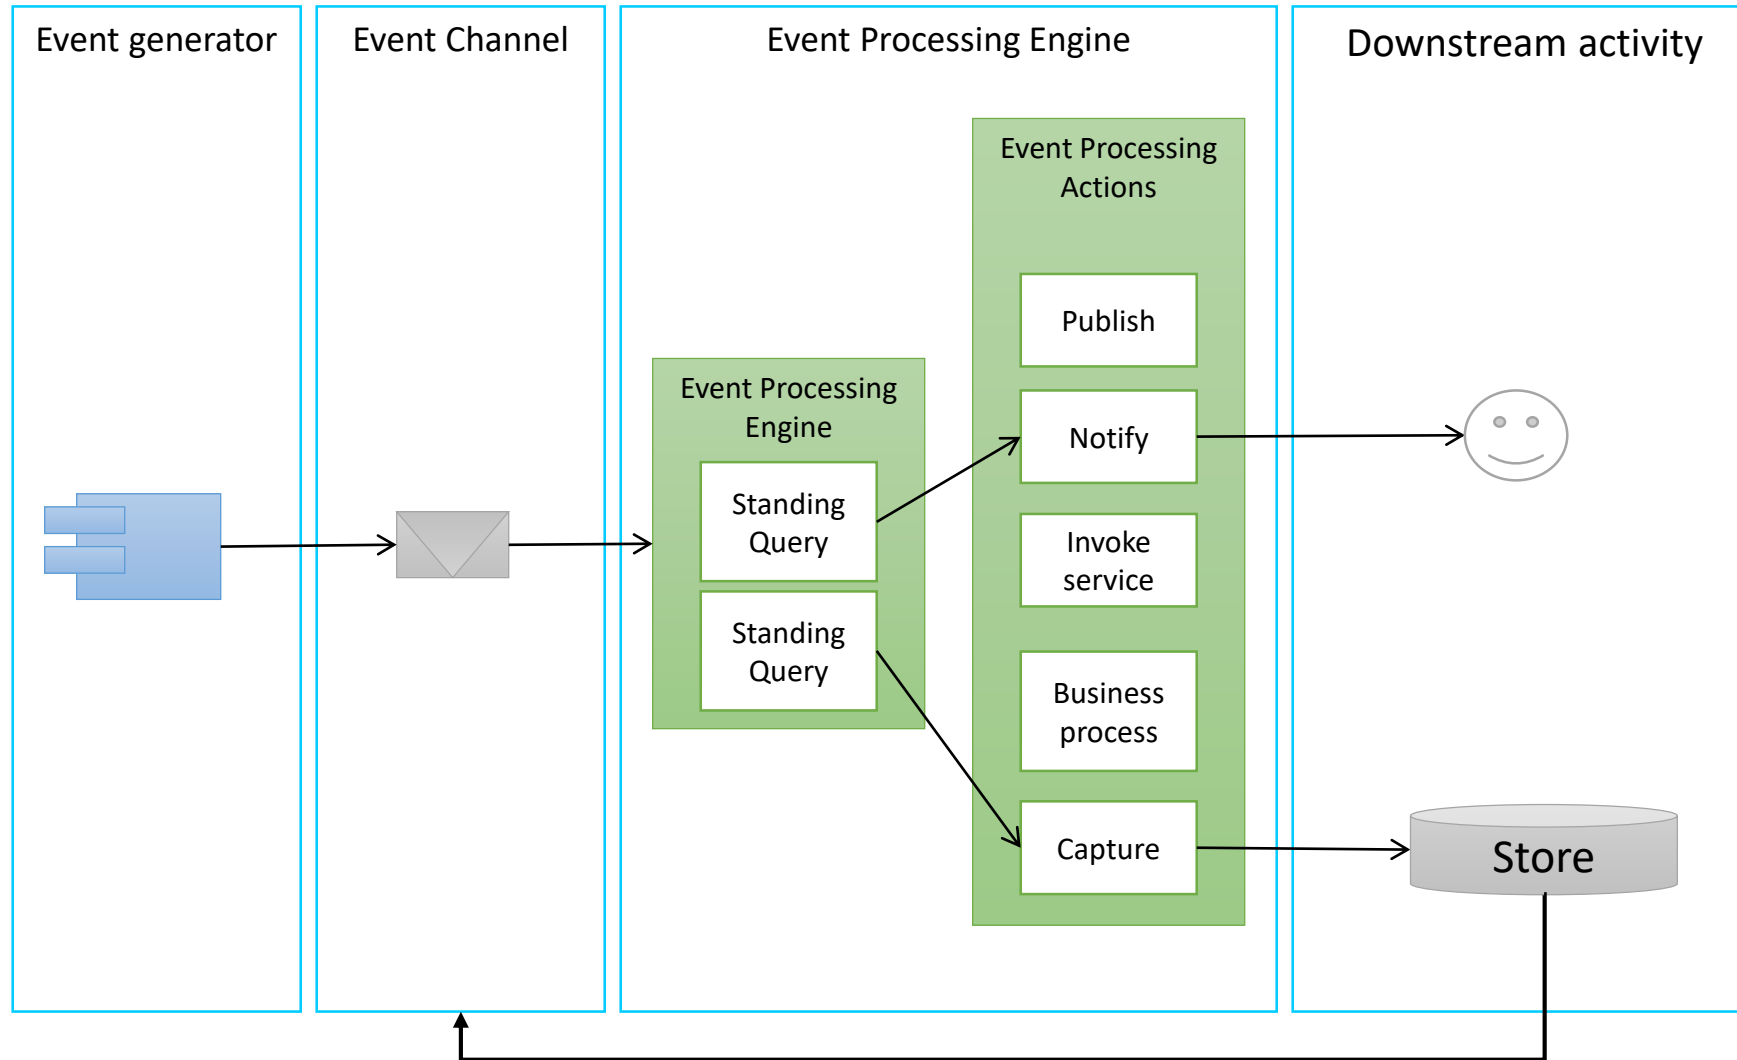 Event generator
Event Channel
Event Processing Engine
Downstream activity
Event Processing
Actions
Publish
Event Processing
Engine
Notify
Standing
Query
Invoke
service
Standing
Query
Business
process
Capture
Store